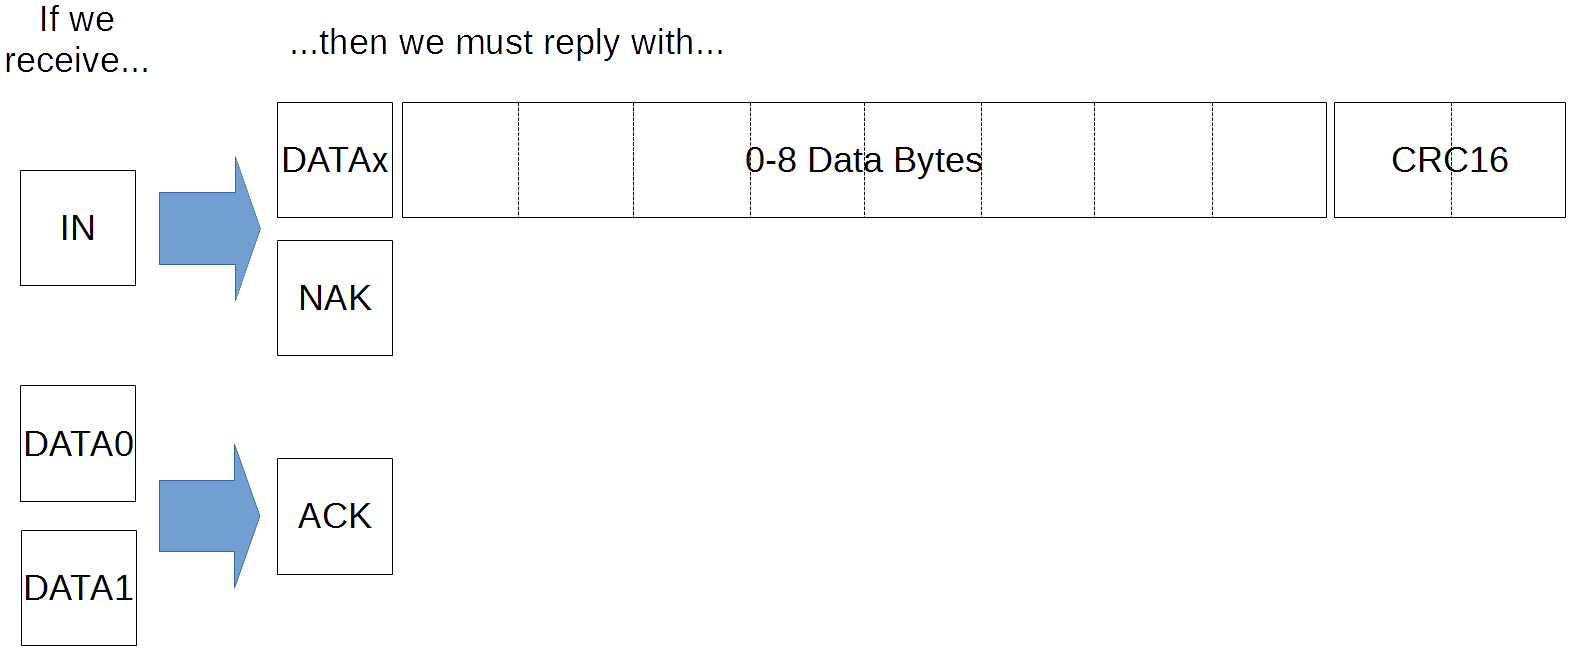 If we
receive...
...then we must reply with...
IN
DATAx
0-8 Data Bytes
CRC16
NAK
DATA0
DATA1
ACK